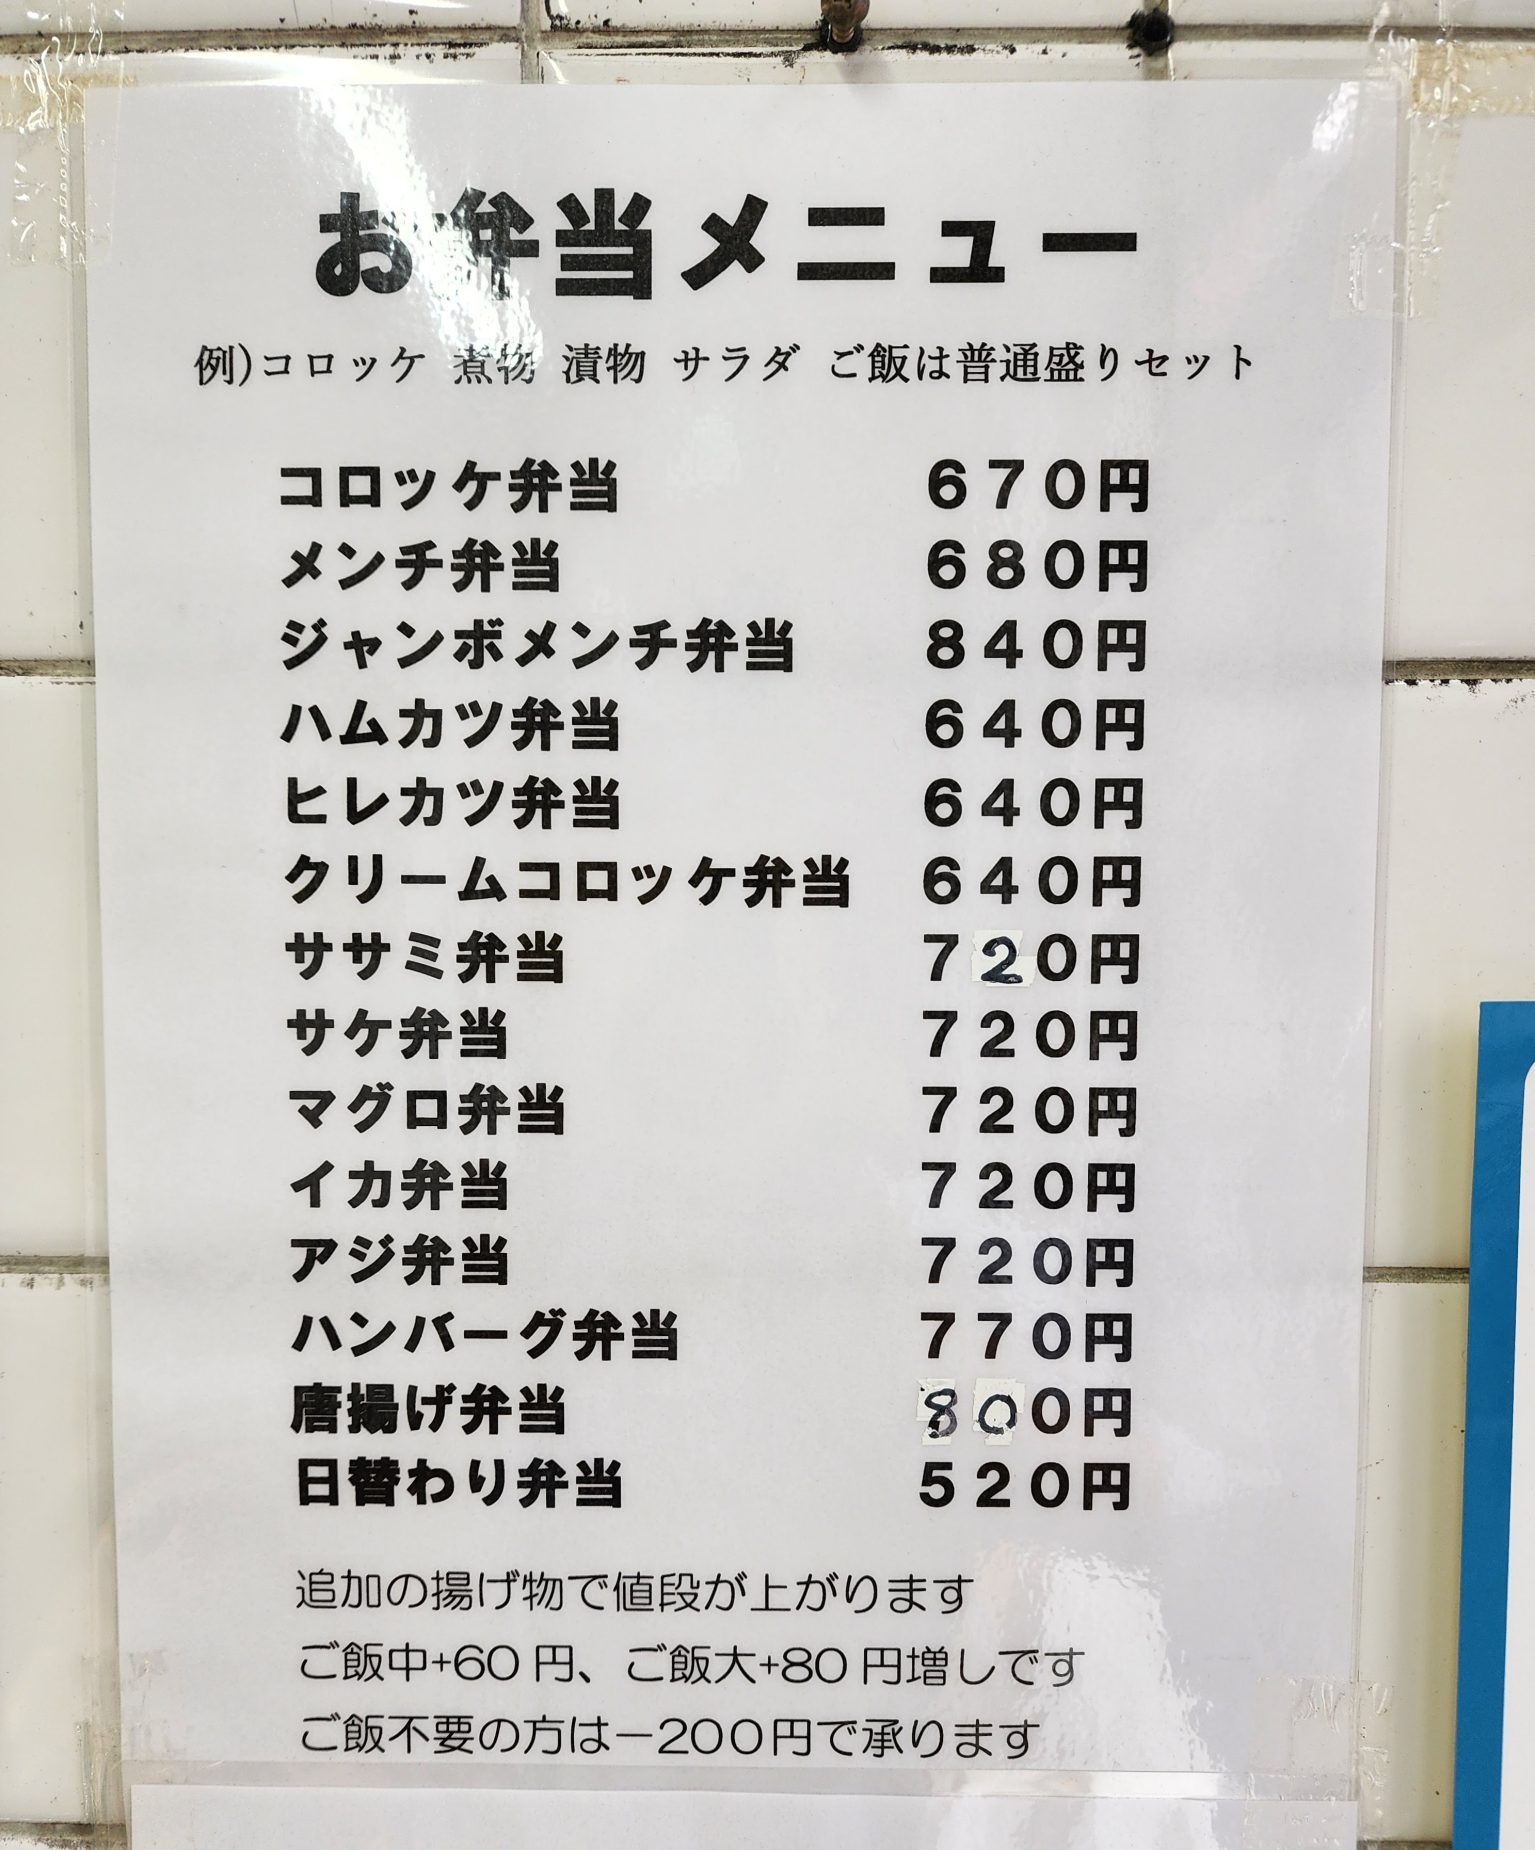 お弁当メニュー
例)コロッケ 煮物 漬物 サラダ ご飯は普通盛りセット
コロッケ弁当 670円
メンチ弁当 680円
ジャンボメンチ弁当 840円
ハムカツ弁当 640円
ヒレカツ弁当 640円
クリームコロッケ弁当 640円
ササミ弁当 720円
サケ弁当 720円
マグロ弁当 720円
イカ弁当 720円
アジ弁当 720円
ハンバーグ弁当 770円
唐揚げ弁当 800円
日替わり弁当 520円
追加の揚げ物で値段が上がります
ご飯中+60円、ご飯大+80円増しです
ご飯不要の方は－200円で承ります